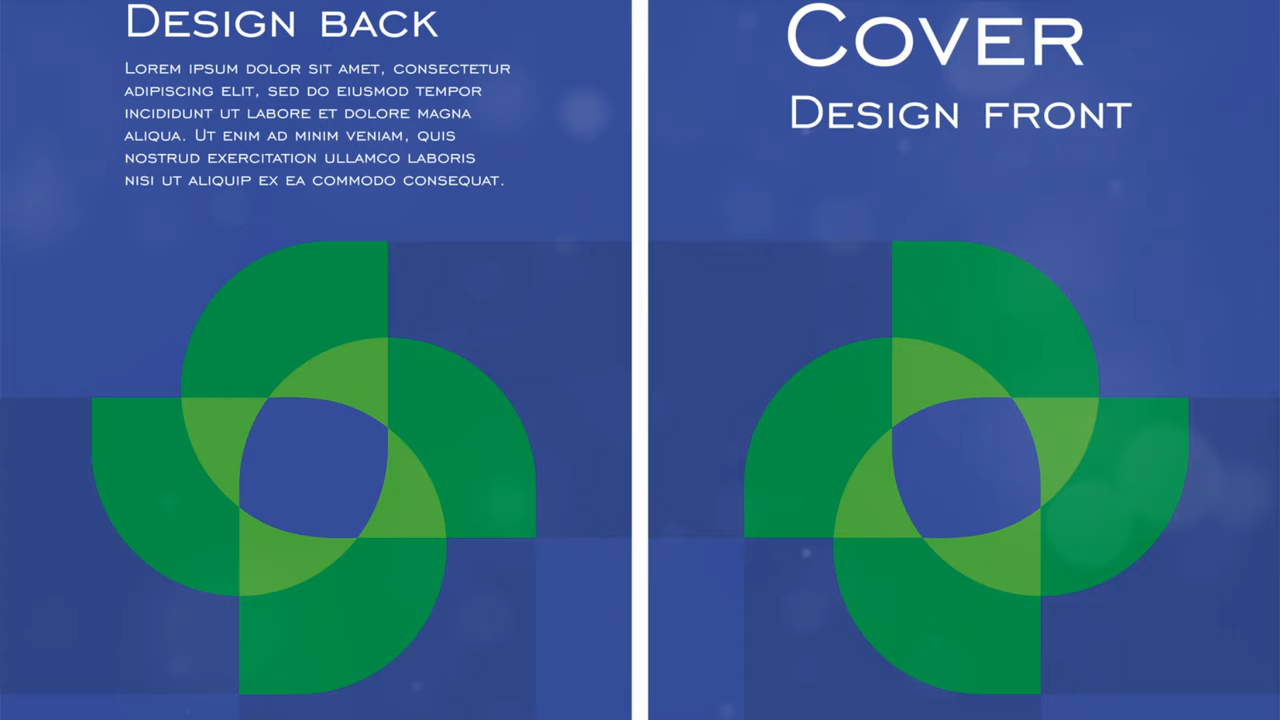 Design back
Lorem ipsum dolor sit amet, consectetur
adipiscing elit, sed do eiusmod tempor
incididunt ut labore et dolore magna
aliqua. Ut enim ad minim veniam, quis
nostrud exercitation ullamco laboris
nisi ut aliquip ex ea commodo consequat.
Cover
Design front